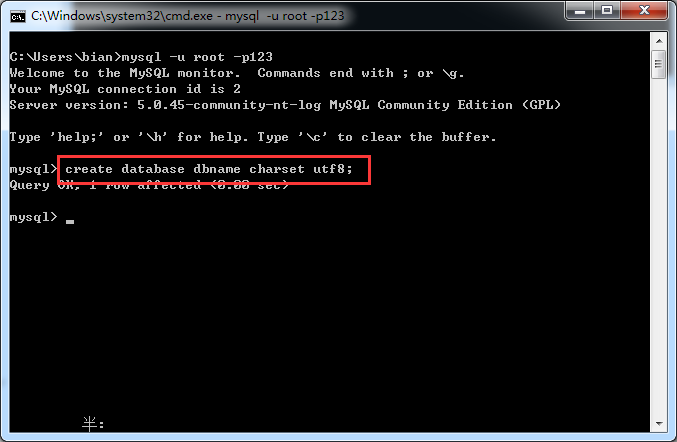 C:\Windows\system32\cmd.exe - mysql  -u root -p123
C:\Users\bian>mysql -u root -p123
Welcome to the MySQL monitor.  Commands end with ; or \g.
Your MySQL connection id is 2
Server version: 5.0.45-community-nt-log MySQL Community Edition (GPL)
Type 'help;' or '\h' for help. Type '\c' to clear the buffer.
mysql> create database dbname charset utf8;
Query OK, 1 row affected (0.00 sec)
mysql>
半: